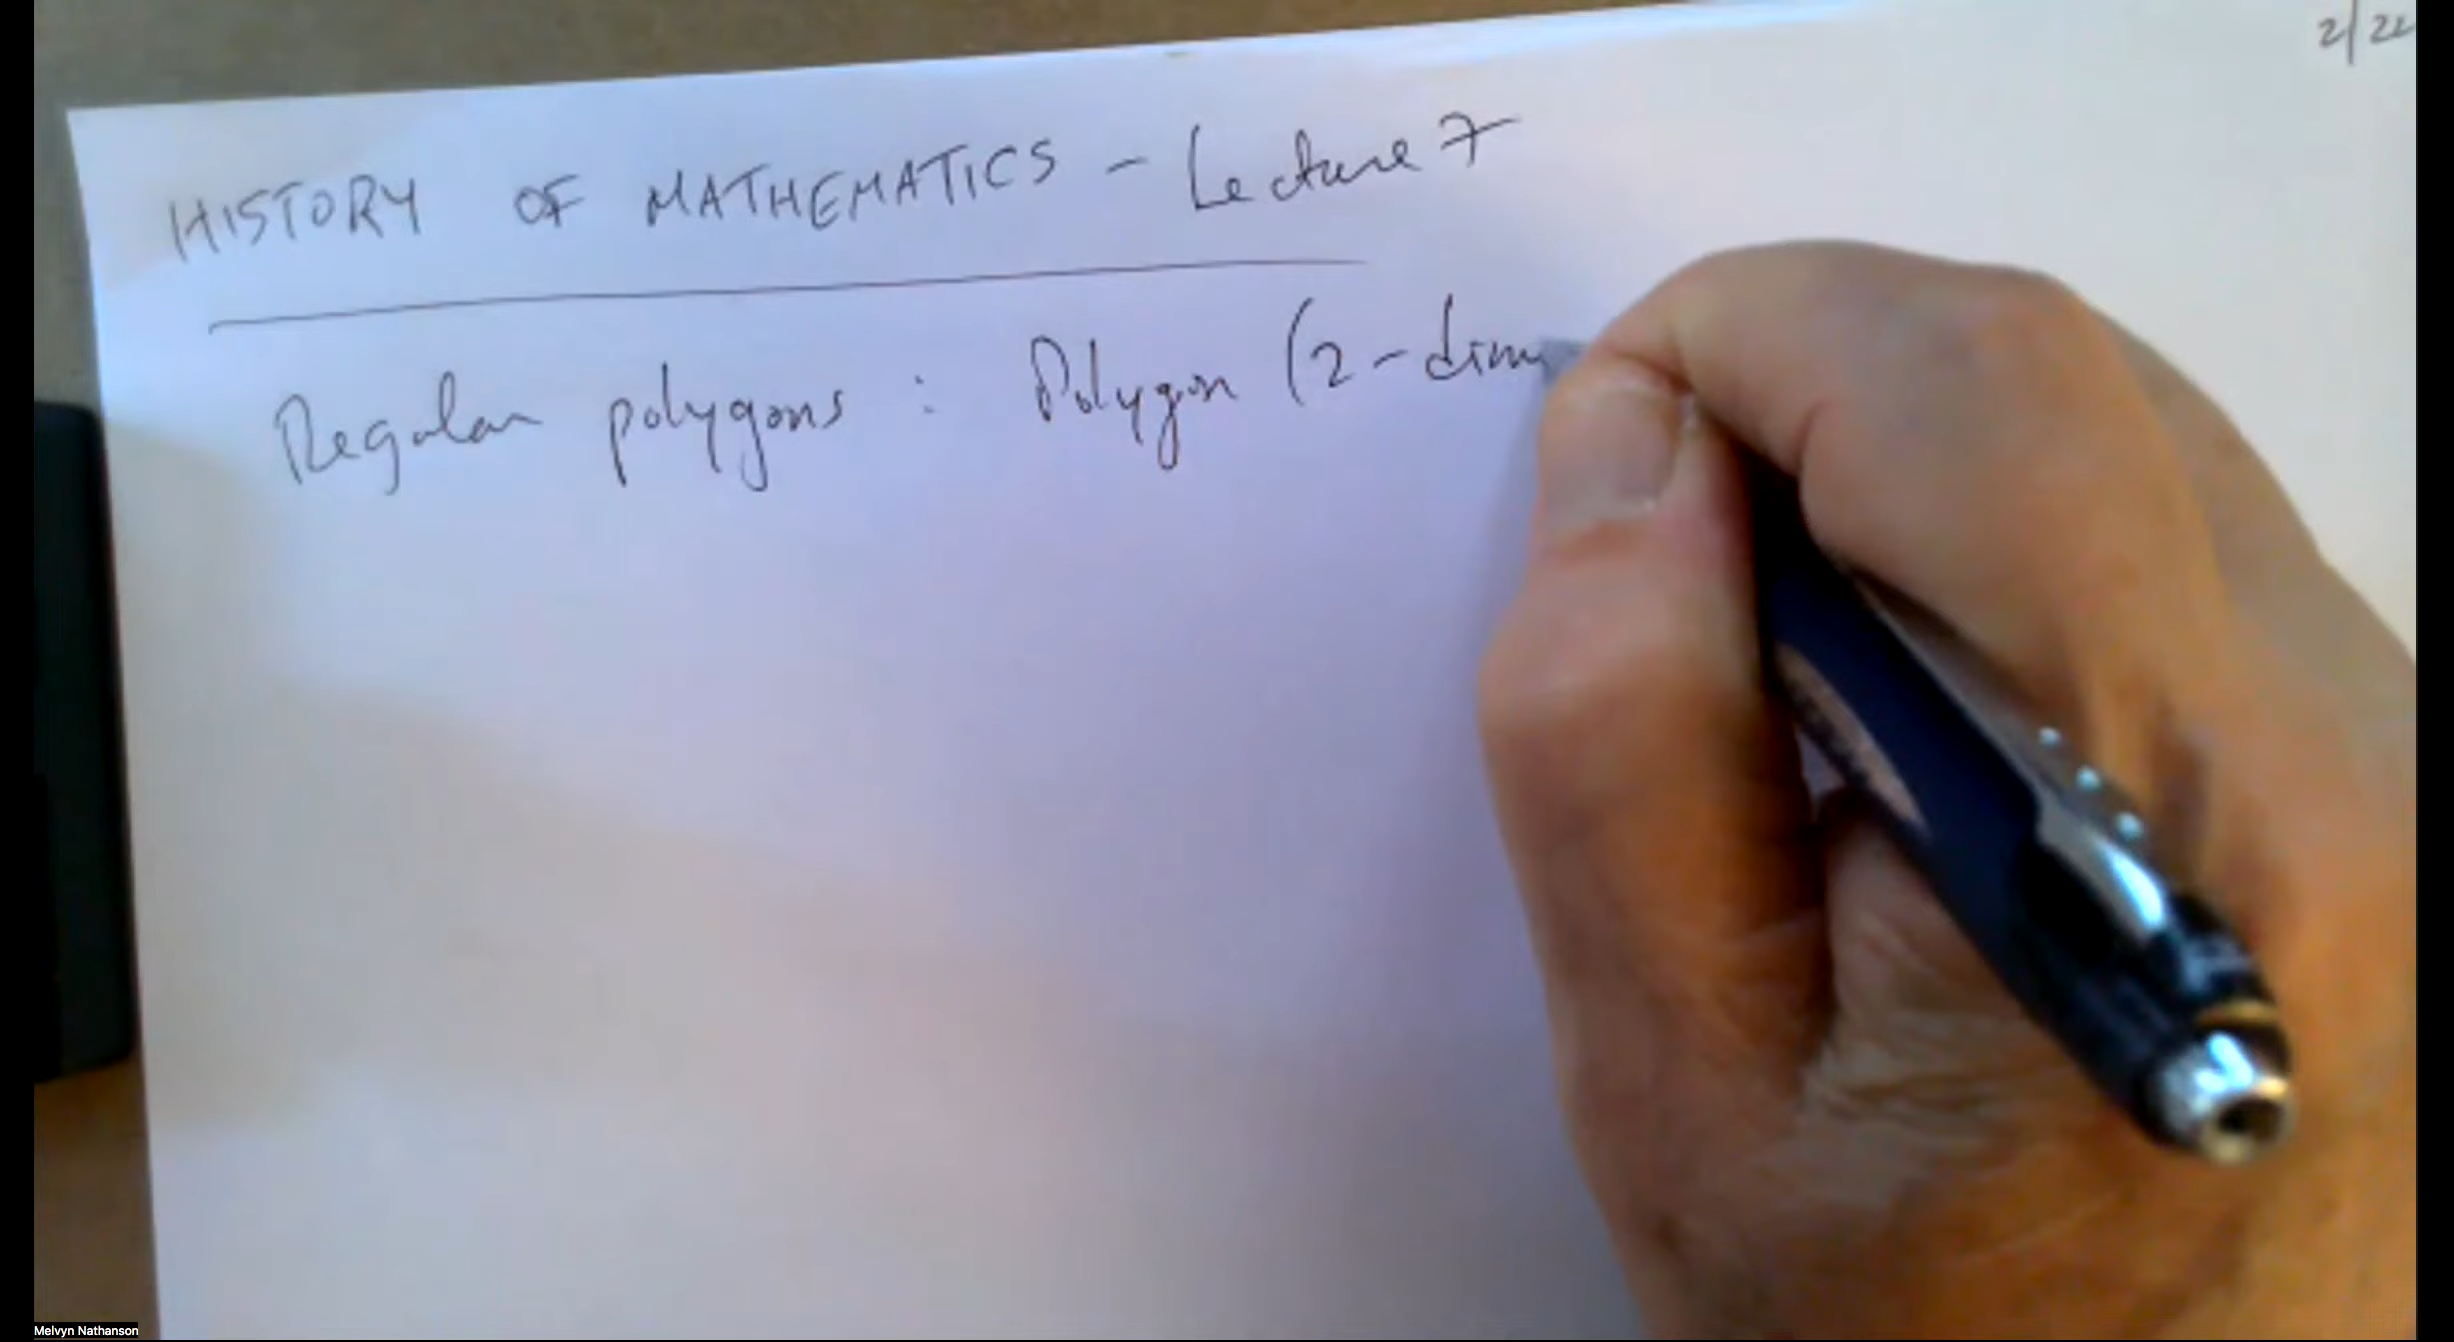 2/22
HISTORY OF MATHEMATICS - Lecture 7
Regular polygons : Polygon (2-dim
Melvyn Nathanson